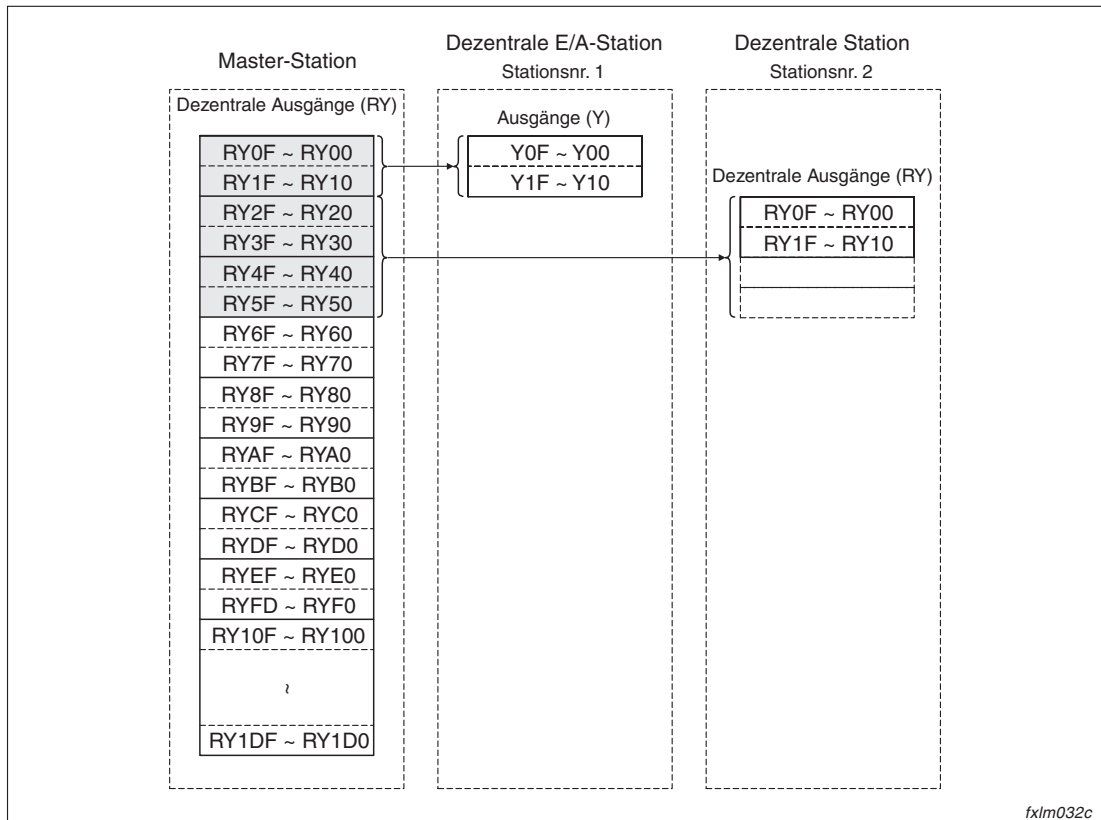 Master-Station
Dezentrale Ausgänge (RY)
RY0F ~ RY00
RY1F ~ RY10
RY2F ~ RY20
RY3F ~ RY30
RY4F ~ RY40
RY5F ~ RY50
RY6F ~ RY60
RY7F ~ RY70
RY8F ~ RY80
RY9F ~ RY90
RYAF ~ RYA0
RYBF ~ RYB0
RYCF ~ RYC0
RYDF ~ RYD0
RYEF ~ RYE0
RYFD ~ RYF0
RY10F ~ RY100
~
RY1DF ~ RY1D0
Dezentrale E/A-Station
Stationsnr. 1
Ausgänge (Y)
Y0F ~ Y00
Y1F ~ Y10
Dezentrale Station
Stationsnr. 2
Dezentrale Ausgänge (RY)
RY0F ~ RY00
RY1F ~ RY10
fxlm032c